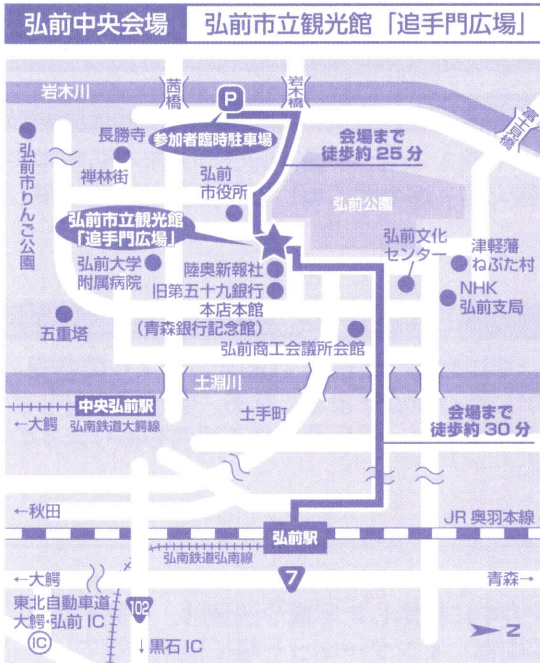 弘前中央会場
弘前市立観光館「追手門広場」
岩木川
茜橋
P
岩木橋
富士見橋
長勝寺
参加者臨時駐車場
会場まで
徒歩約25分
弘前市りんご公園
禅林街
弘前
市役所
弘前公園
弘前市立観光館
「追手門広場」
弘前文化
センター
津軽藩
ねぷた村
弘前大学
附属病院
陸奥新報社
旧第五十九銀行
本店本館
（青森銀行記念館）
NHK
弘前支局
五重塔
弘前商工会議所会館
土淵川
中央弘前駅
←大鰐
弘南鉄道大鰐線
土手町
会場まで
徒歩約30分
←秋田
JR奥羽本線
弘前駅
弘南鉄道弘南線
←大鰐
7
青森→
東北自動車道
大鰐・弘前IC
IC
102
↓黒石IC
N